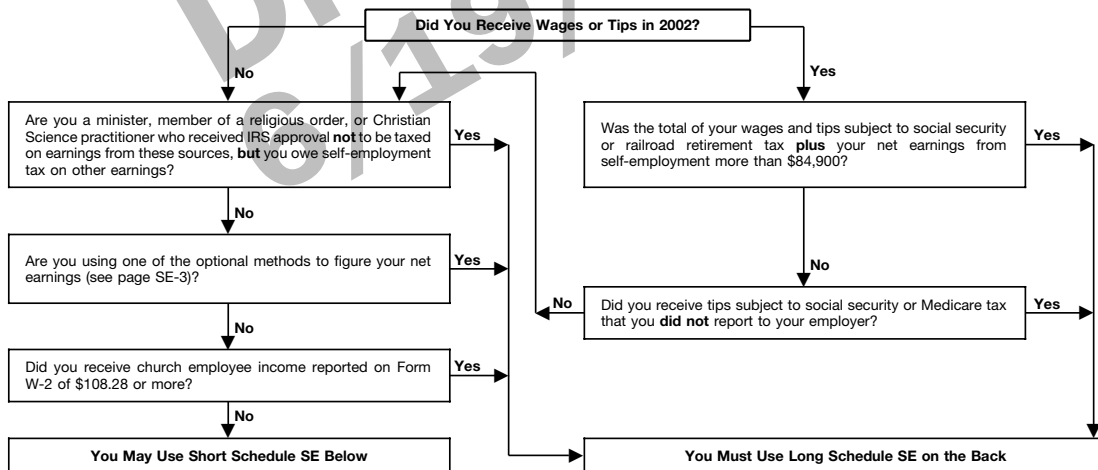 Did You Receive Wages or Tips in 2002?
No
Yes
Are you a minister, member of a religious order, or Christian
Science practitioner who received IRS approval not to be taxed
on earnings from these sources, but you owe self-employment
tax on other earnings?
Yes
Was the total of your wages and tips subject to social security
or railroad retirement tax plus your net earnings from
self-employment more than $84,900?
Yes
No
No
Are you using one of the optional methods to figure your net
earnings (see page SE-3)?
Yes
Did you receive tips subject to social security or Medicare tax
that you did not report to your employer?
No
Yes
No
Did you receive church employee income reported on Form
W-2 of $108.28 or more?
Yes
No
You May Use Short Schedule SE Below
You Must Use Long Schedule SE on the Back
6/19/